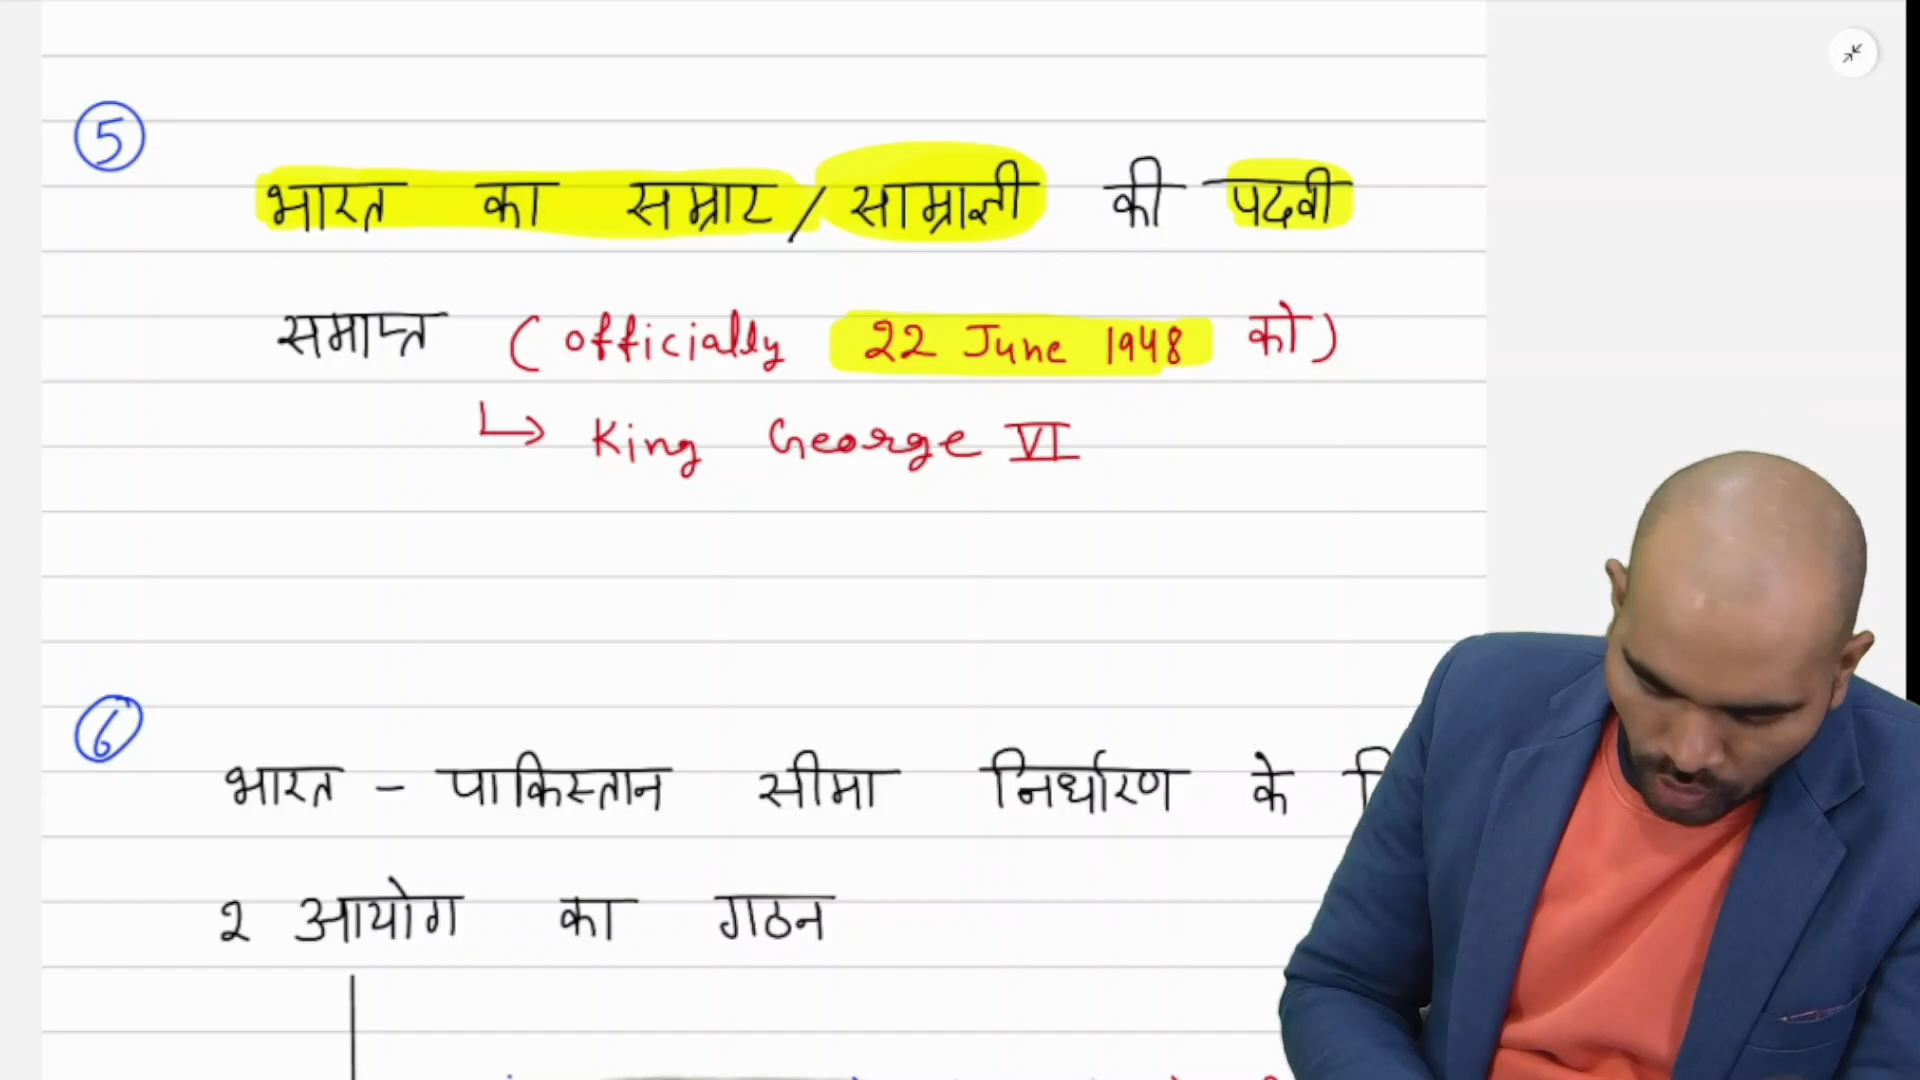 5
भारत का सम्राट / साम्राज्ञी की पदवी
समाप्त (officially 22 June 1948 को)
↳ King George VI
6
भारत - पाकिस्तान सीमा निर्धारण के
2 आयोग का गठन